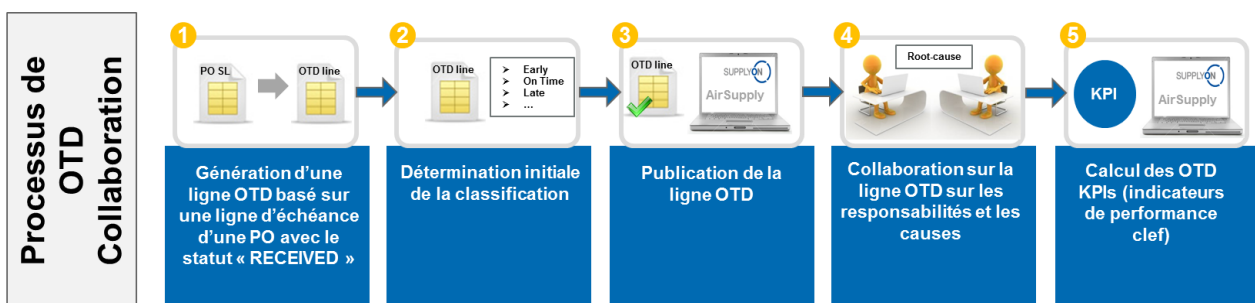 Processus de
OTD
Collaboration
1
PO SL
OTD line
Génération d'une
ligne OTD basé sur
une ligne d'échéance
d'une PO avec le
statut « RECEIVED »
2
OTD line
➢ Early
➢ On Time
➢ Late
➢ ...
Détermination initiale
de la classification
3
OTD line
SUPPLYON
AirSupply
Publication de la
ligne OTD
4
Root-cause
Collaboration sur la
ligne OTD sur les
responsabilités et les
causes
5
KPI
SUPPLYON
AirSupply
Calcul des OTD
KPIs (indicateurs
de performance
clef)